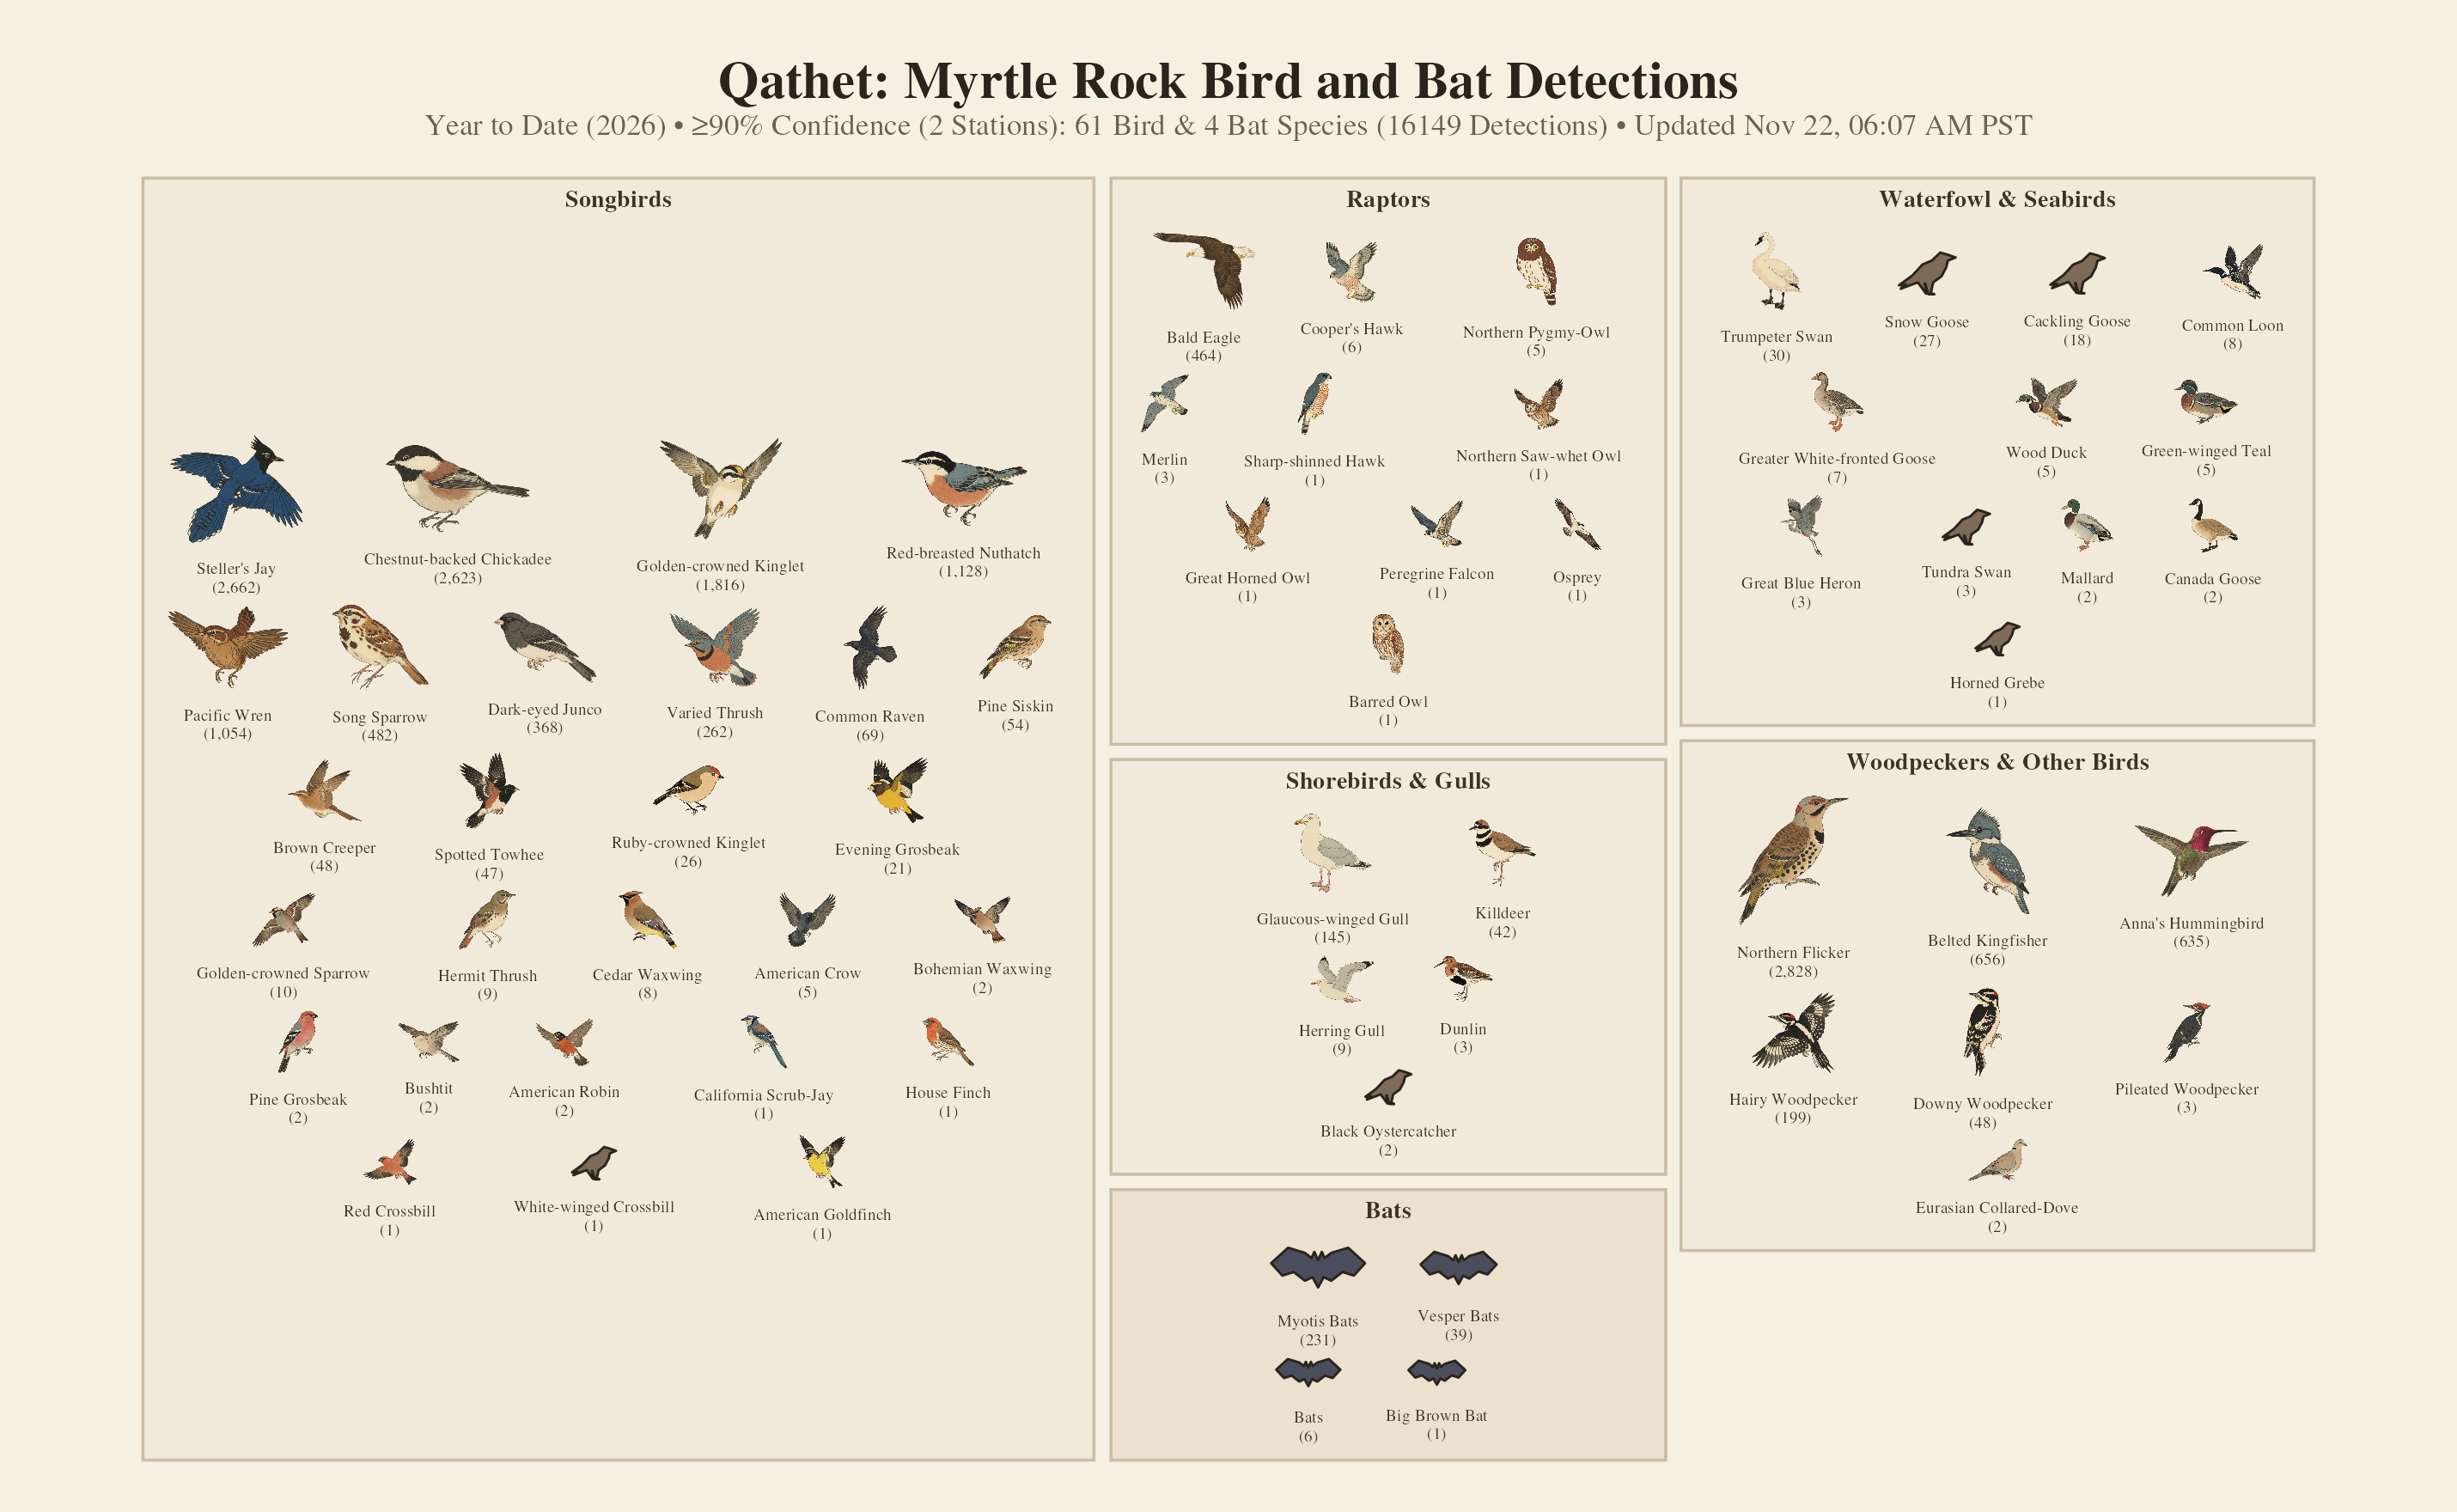 Qathet: Myrtle Rock Bird and Bat Detections
Year to Date (2026) • ≥90% Confidence (2 Stations): 61 Bird & 4 Bat Species (16149 Detections) • Updated Nov 22, 06:07 AM PST
Songbirds
Steller's Jay
(2,662)
Chestnut-backed Chickadee
(2,623)
Golden-crowned Kinglet
(1,816)
Red-breasted Nuthatch
(1,128)
Pacific Wren
(1,054)
Song Sparrow
(482)
Dark-eyed Junco
(368)
Varied Thrush
(262)
Common Raven
(69)
Pine Siskin
(54)
Brown Creeper
(48)
Spotted Towhee
(47)
Ruby-crowned Kinglet
(26)
Evening Grosbeak
(21)
Golden-crowned Sparrow
(10)
Hermit Thrush
(9)
Cedar Waxwing
(8)
American Crow
(5)
Bohemian Waxwing
(2)
Pine Grosbeak
(2)
Bushtit
(2)
American Robin
(2)
California Scrub-Jay
(1)
House Finch
(1)
Red Crossbill
(1)
White-winged Crossbill
(1)
American Goldfinch
(1)
Raptors
Bald Eagle
(464)
Cooper's Hawk
(6)
Northern Pygmy-Owl
(5)
Merlin
(3)
Sharp-shinned Hawk
(1)
Northern Saw-whet Owl
(1)
Great Horned Owl
(1)
Peregrine Falcon
(1)
Osprey
(1)
Barred Owl
(1)
Shorebirds & Gulls
Glaucous-winged Gull
(145)
Killdeer
(42)
Herring Gull
(9)
Dunlin
(3)
Black Oystercatcher
(2)
Bats
Myotis Bats
(231)
Vesper Bats
(39)
Bats
(6)
Big Brown Bat
(1)
Waterfowl & Seabirds
Trumpeter Swan
(30)
Snow Goose
(27)
Cackling Goose
(18)
Common Loon
(8)
Greater White-fronted Goose
(7)
Wood Duck
(5)
Green-winged Teal
(5)
Great Blue Heron
(3)
Tundra Swan
(3)
Mallard
(2)
Canada Goose
(2)
Horned Grebe
(1)
Woodpeckers & Other Birds
Northern Flicker
(2,828)
Belted Kingfisher
(656)
Anna's Hummingbird
(635)
Hairy Woodpecker
(199)
Downy Woodpecker
(48)
Pileated Woodpecker
(3)
Eurasian Collared-Dove
(2)